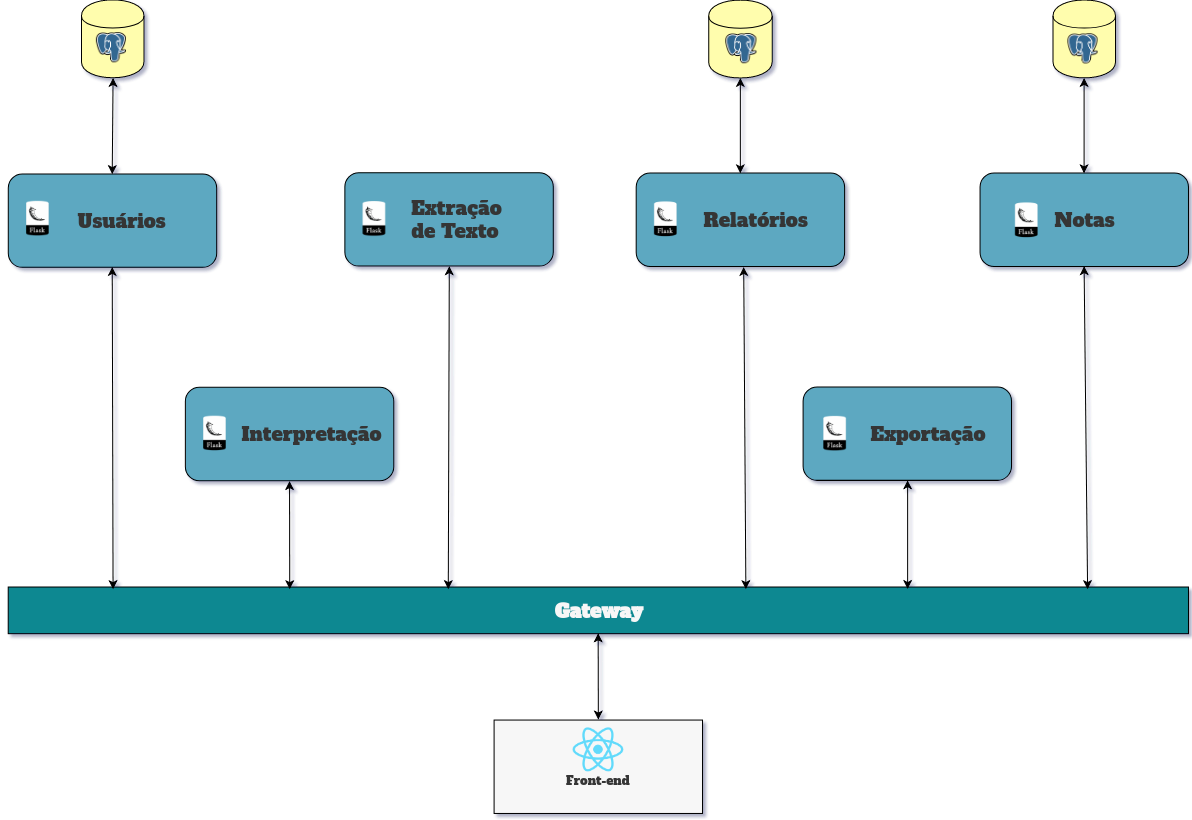 Flask
Usuários
Flask
Extração
de Texto
Flask
Relatórios
Flask
Notas
Flask
Interpretação
Flask
Exportação
Gateway
Front-end